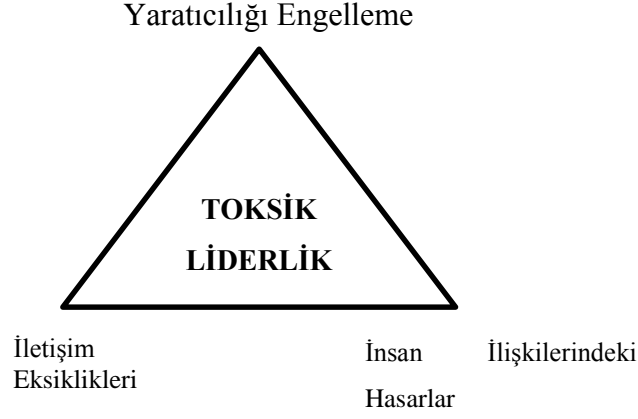 Yaratıcılığı Engelleme
TOKSİK
LİDERLİK
İletişim
Eksiklikleri
İnsan İlişkilerindeki
Hasarlar